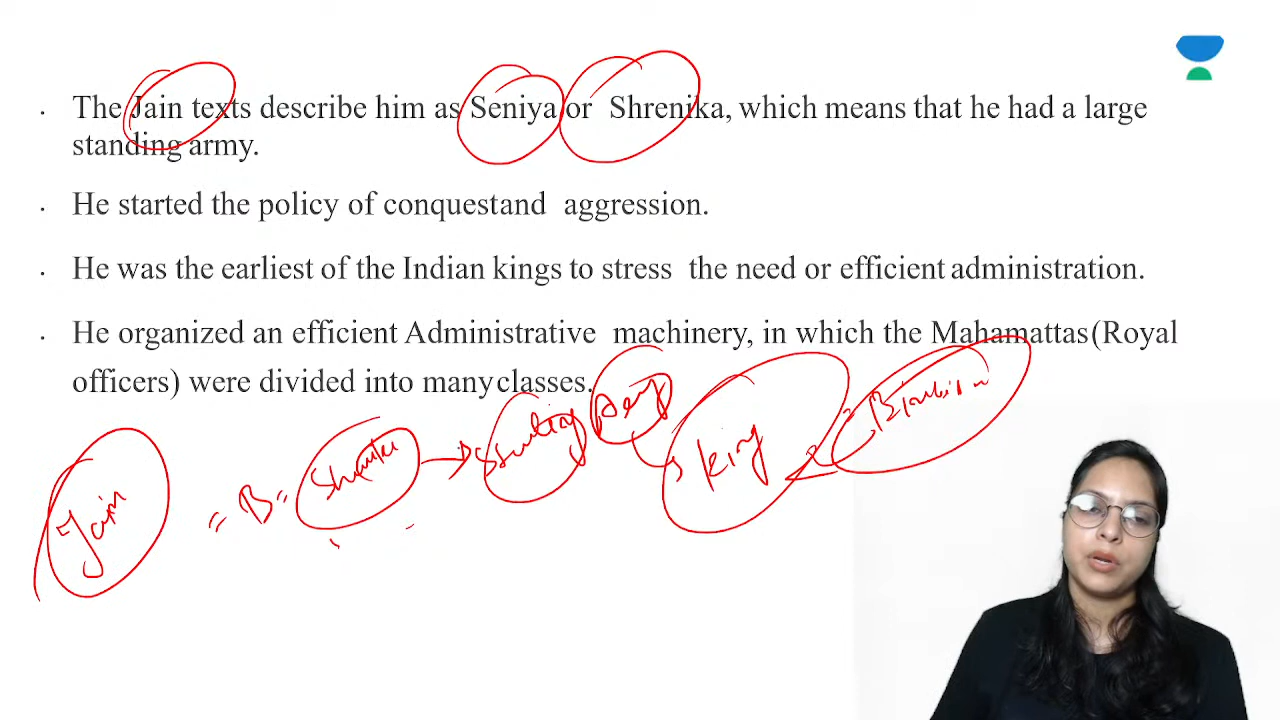 . The Jain texts describe him as Seniya or Shrenika, which means that he had a large
standing army.
. He started the policy of conquestand aggression.
. He was the earliest of the Indian kings to stress the need or efficient administration.
. He organized an efficient Administrative machinery, in which the Mahamattas(Royal
officers) were divided into many classes.
Jain = B = king